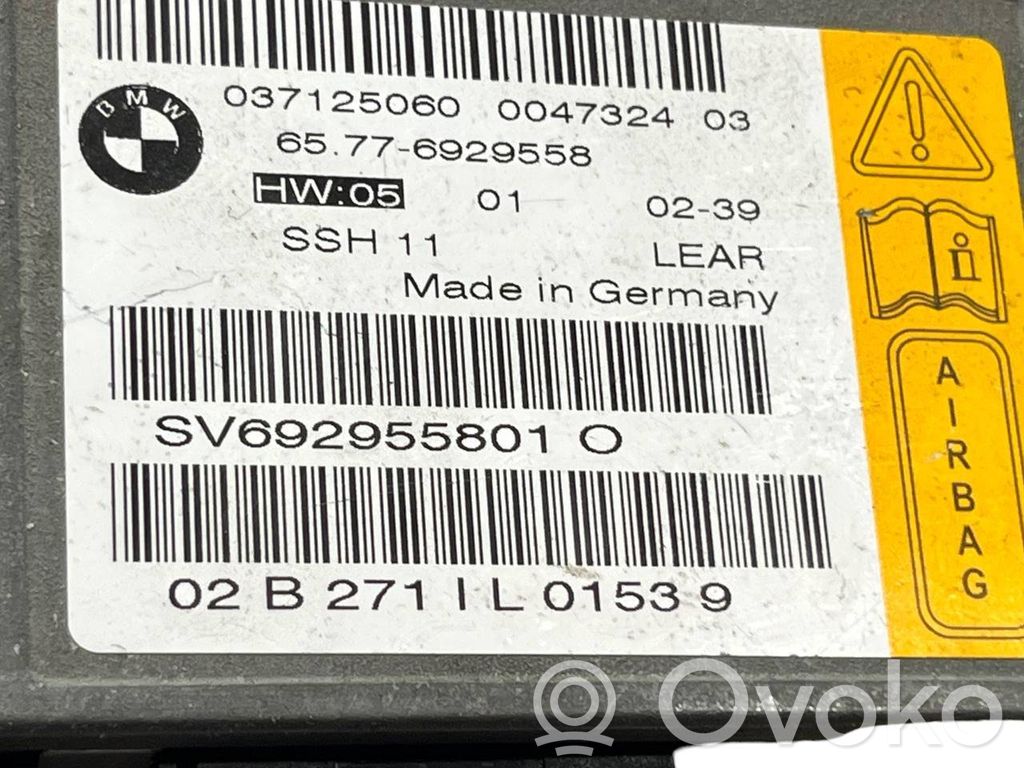 BMW
037125060 0047324 03
65.77-6929558
HW:05 01 02-39
SSH 11 LEAR
Made in Germany
SV692955801 O
02 B 271 I L 0153 9
AIRBAG
Ovoko